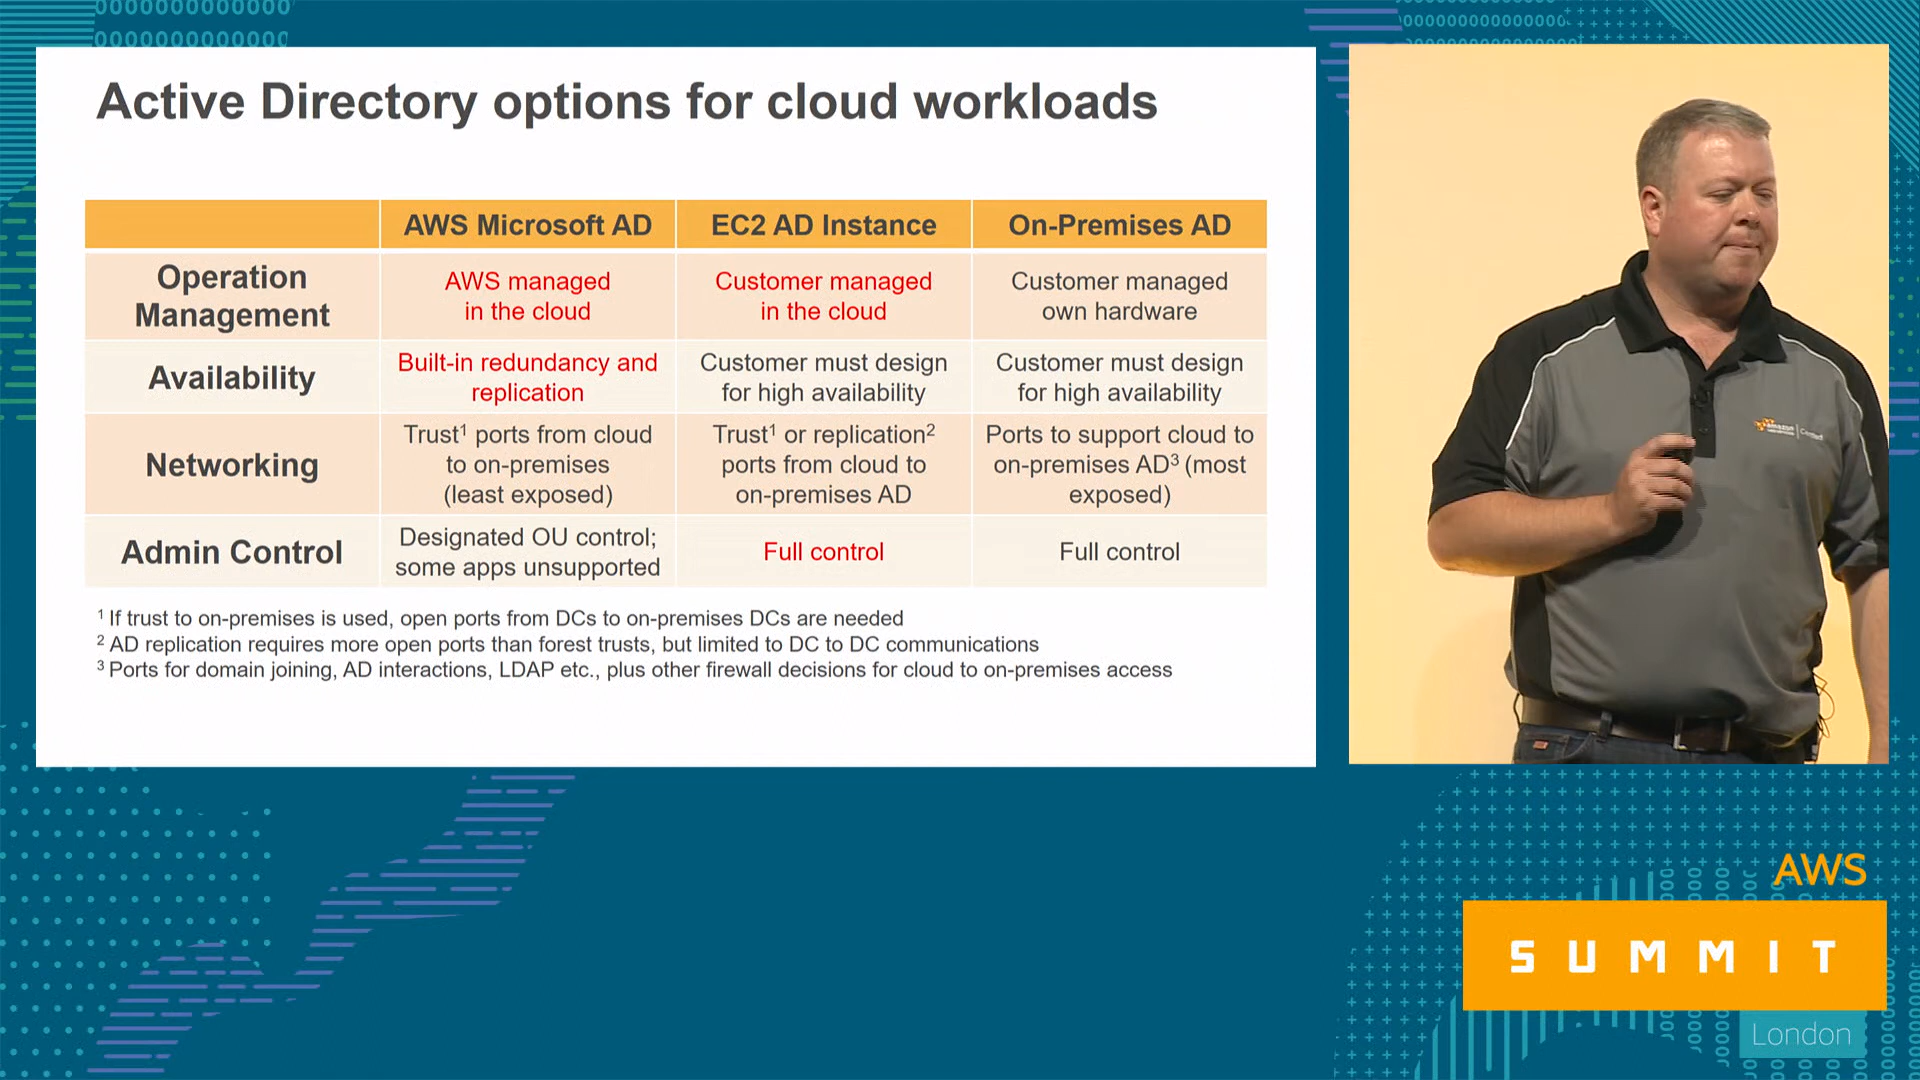 Active Directory options for cloud workloads
AWS Microsoft AD
EC2 AD Instance
On-Premises AD
Operation
Management
AWS managed
in the cloud
Customer managed
in the cloud
Customer managed
own hardware
Availability
Built-in redundancy and
replication
Customer must design
for high availability
Customer must design
for high availability
Networking
Trust¹ ports from cloud
to on-premises
(least exposed)
Trust¹ or replication²
ports from cloud to
on-premises AD
Ports to support cloud to
on-premises AD³ (most
exposed)
Admin Control
Designated OU control;
some apps unsupported
Full control
Full control
¹ If trust to on-premises is used, open ports from DCs to on-premises DCs are needed
² AD replication requires more open ports than forest trusts, but limited to DC to DC communications
³ Ports for domain joining, AD interactions, LDAP etc., plus other firewall decisions for cloud to on-premises access
amazon
AWS
SUMMIT
London